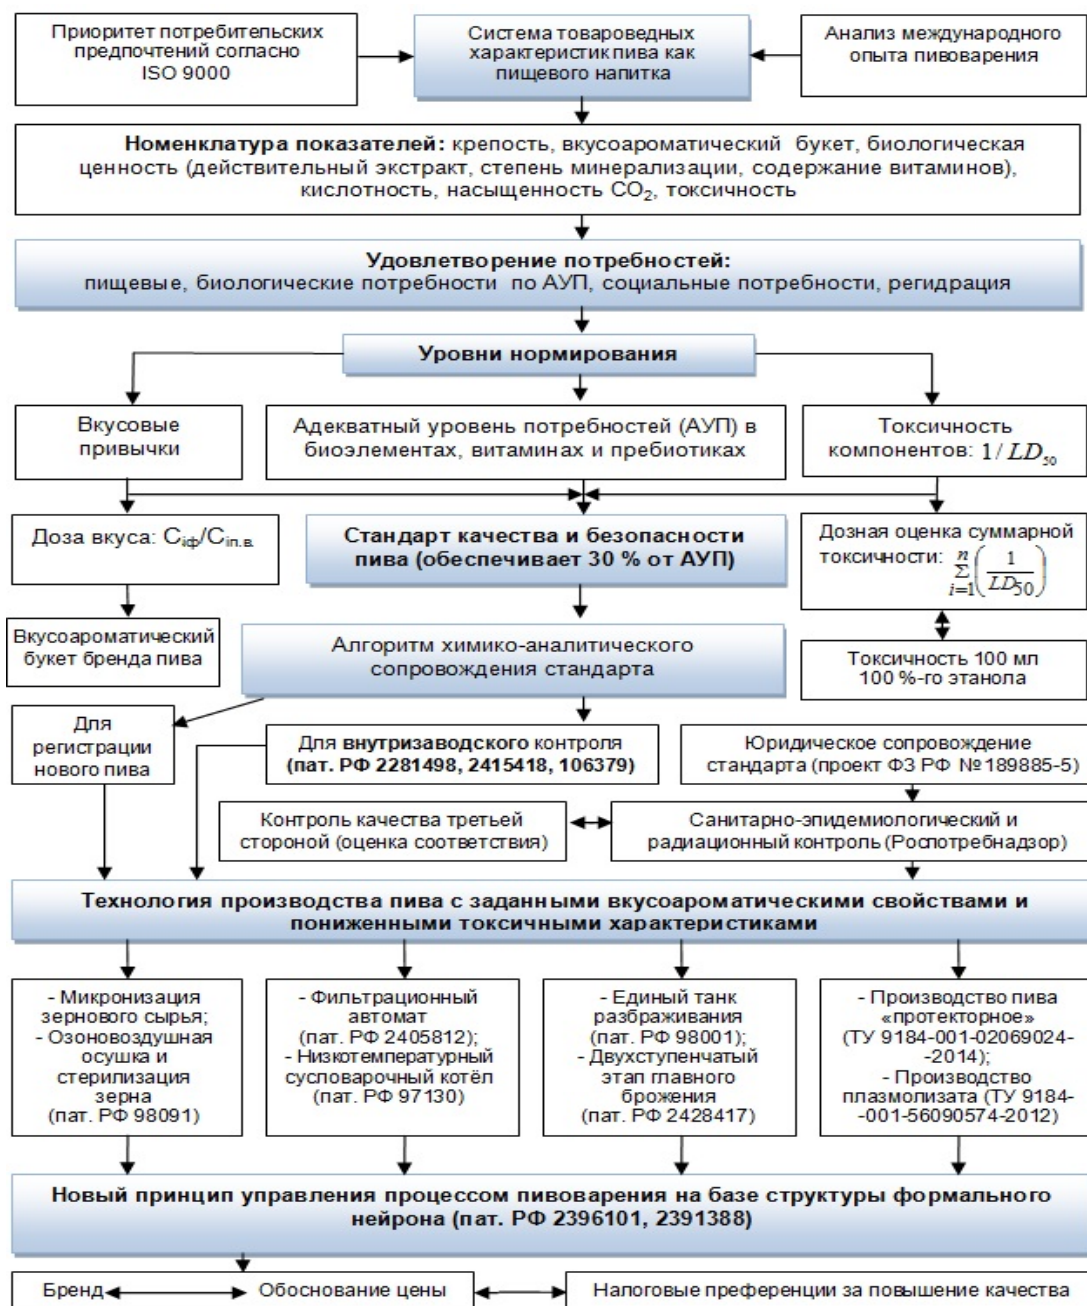 Приоритет потребительских
предпочтений согласно
ISO 9000
Система товароведных
характеристик пива как
пищевого напитка
Анализ международного
опыта пивоварения
Номенклатура показателей: крепость, вкусоароматический букет, биологическая
ценность (действительный экстракт, степень минерализации, содержание витаминов),
кислотность, насыщенность CO₂, токсичность
Удовлетворение потребностей:
пищевые, биологические потребности по АУП, социальные потребности, регидрация
Уровни нормирования
Вкусовые
привычки
Адекватный уровень потребностей (АУП) в
биоэлементах, витаминах и пребиотиках
Токсичность
компонентов: 1/LD₅₀
Доза вкуса: Cᵢф/Cᵢп.в.
Стандарт качества и безопасности
пива (обеспечивает 30 % от АУП)
Дозная оценка суммарной
токсичности: n Σ i=1 (1/LD50)
Вкусоароматический
букет бренда пива
Алгоритм химико-аналитического
сопровождения стандарта
Токсичность 100 мл
100 %-го этанола
Для
регистрации
нового пива
Для внутризаводского контроля
(пат. РФ 2281498, 2415418, 106379)
Юридическое сопровождение
стандарта (проект ФЗ РФ №189885-5)
Контроль качества третьей
стороной (оценка соответствия)
Санитарно-эпидемиологический и
радиационный контроль (Роспотребнадзор)
Технология производства пива с заданными вкусоароматическими свойствами и
пониженными токсичными характеристиками
- Микронизация
зернового сырья;
- Озоновоздушная
осушка и
стерилизация
зерна
(пат. РФ 98091)
- Фильтрационный
автомат
(пат. РФ 2405812);
- Низкотемпературный
сусловарочный котёл
(пат. РФ 97130)
- Единый танк
разбраживания
(пат. РФ 98001);
- Двухступенчатый
этап главного
брожения
(пат. РФ 2428417)
- Производство пива
«протекторное»
(ТУ 9184-001-02069024-
-2014);
- Производство
плазмолизата (ТУ 9184-
-001-56090574-2012)
Новый принцип управления процессом пивоварения на базе структуры формального
нейрона (пат. РФ 2396101, 2391388)
Бренд Обоснование цены
Налоговые преференции за повышение качества